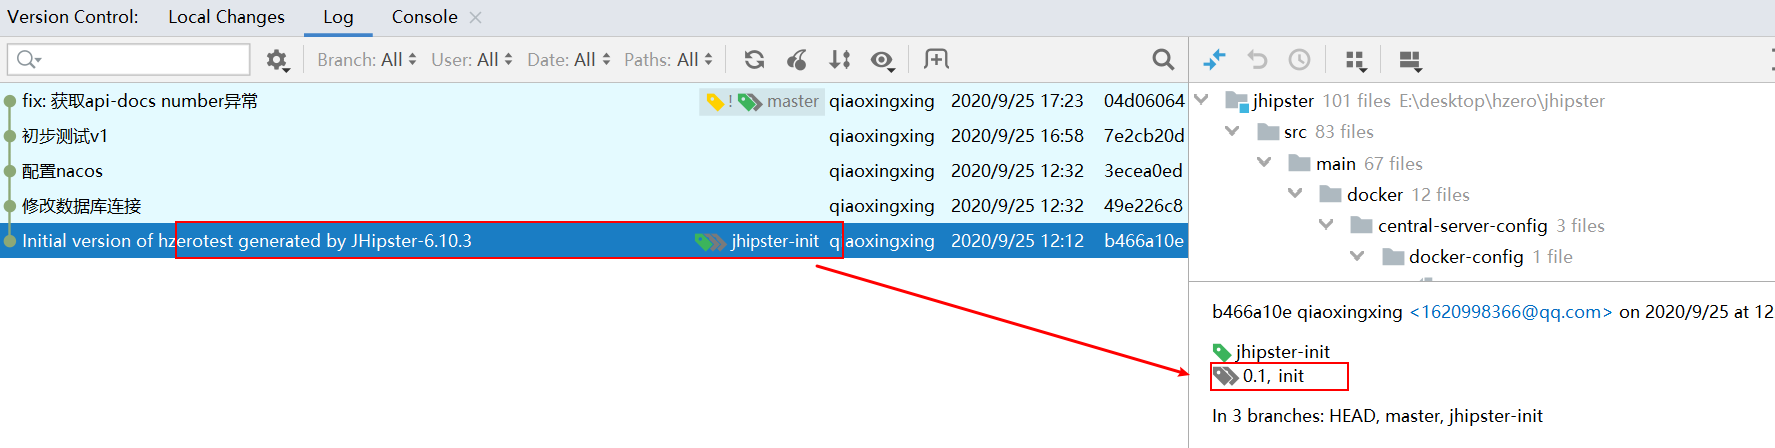 Version Control: Local Changes Log Console
Branch: All User: All Date: All Paths: All
fix: 获取api-docs number异常 ! master qiaoxingxing 2020/9/25 17:23 04d06064
初步测试v1 qiaoxingxing 2020/9/25 16:58 7e2cb20d
配置nacos qiaoxingxing 2020/9/25 12:32 3ecea0ed
修改数据库连接 qiaoxingxing 2020/9/25 12:32 49e226c8
Initial version of hzerotest generated by JHipster-6.10.3 jhipster-init qiaoxingxing 2020/9/25 12:12 b466a10e
jhipster 101 files E:\desktop\hzero\jhipster
src 83 files
main 67 files
docker 12 files
central-server-config 3 files
docker-config 1 file
b466a10e qiaoxingxing <1620998366@qq.com> on 2020/9/25 at 12
jhipster-init
0.1, init
In 3 branches: HEAD, master, jhipster-init